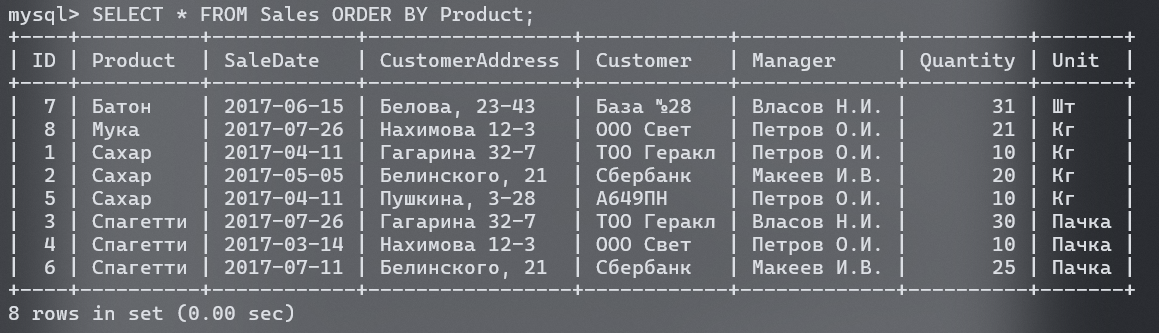 mysql> SELECT * FROM Sales ORDER BY Product;
+----+----------+------------+-----------------+------------+-------------+----------+-------+
| ID | Product  | SaleDate   | CustomerAddress | Customer   | Manager     | Quantity | Unit  |
+----+----------+------------+-----------------+------------+-------------+----------+-------+
|  7 | Батон    | 2017-06-15 | Белова, 23-43   | База №28   | Власов Н.И. |       31 | Шт    |
|  8 | Мука     | 2017-07-26 | Нахимова 12-3   | ООО Свет   | Петров О.И. |       21 | Кг    |
|  1 | Сахар    | 2017-04-11 | Гагарина 32-7   | ТОО Геракл | Петров О.И. |       10 | Кг    |
|  2 | Сахар    | 2017-05-05 | Белинского, 21  | Сбербанк   | Макеев И.В. |       20 | Кг    |
|  5 | Сахар    | 2017-04-11 | Пушкина, 3-28   | А649ПН     | Макеев И.В. |       10 | Кг    |
|  3 | Спагетти | 2017-07-26 | Гагарина 32-7   | ТОО Геракл | Власов Н.И. |       30 | Пачка |
|  4 | Спагетти | 2017-03-14 | Нахимова 12-3   | ООО Свет   | Петров О.И. |       10 | Пачка |
|  6 | Спагетти | 2017-07-11 | Белинского, 21  | Сбербанк   | Макеев И.В. |       25 | Пачка |
+----+----------+------------+-----------------+------------+-------------+----------+-------+
8 rows in set (0.00 sec)